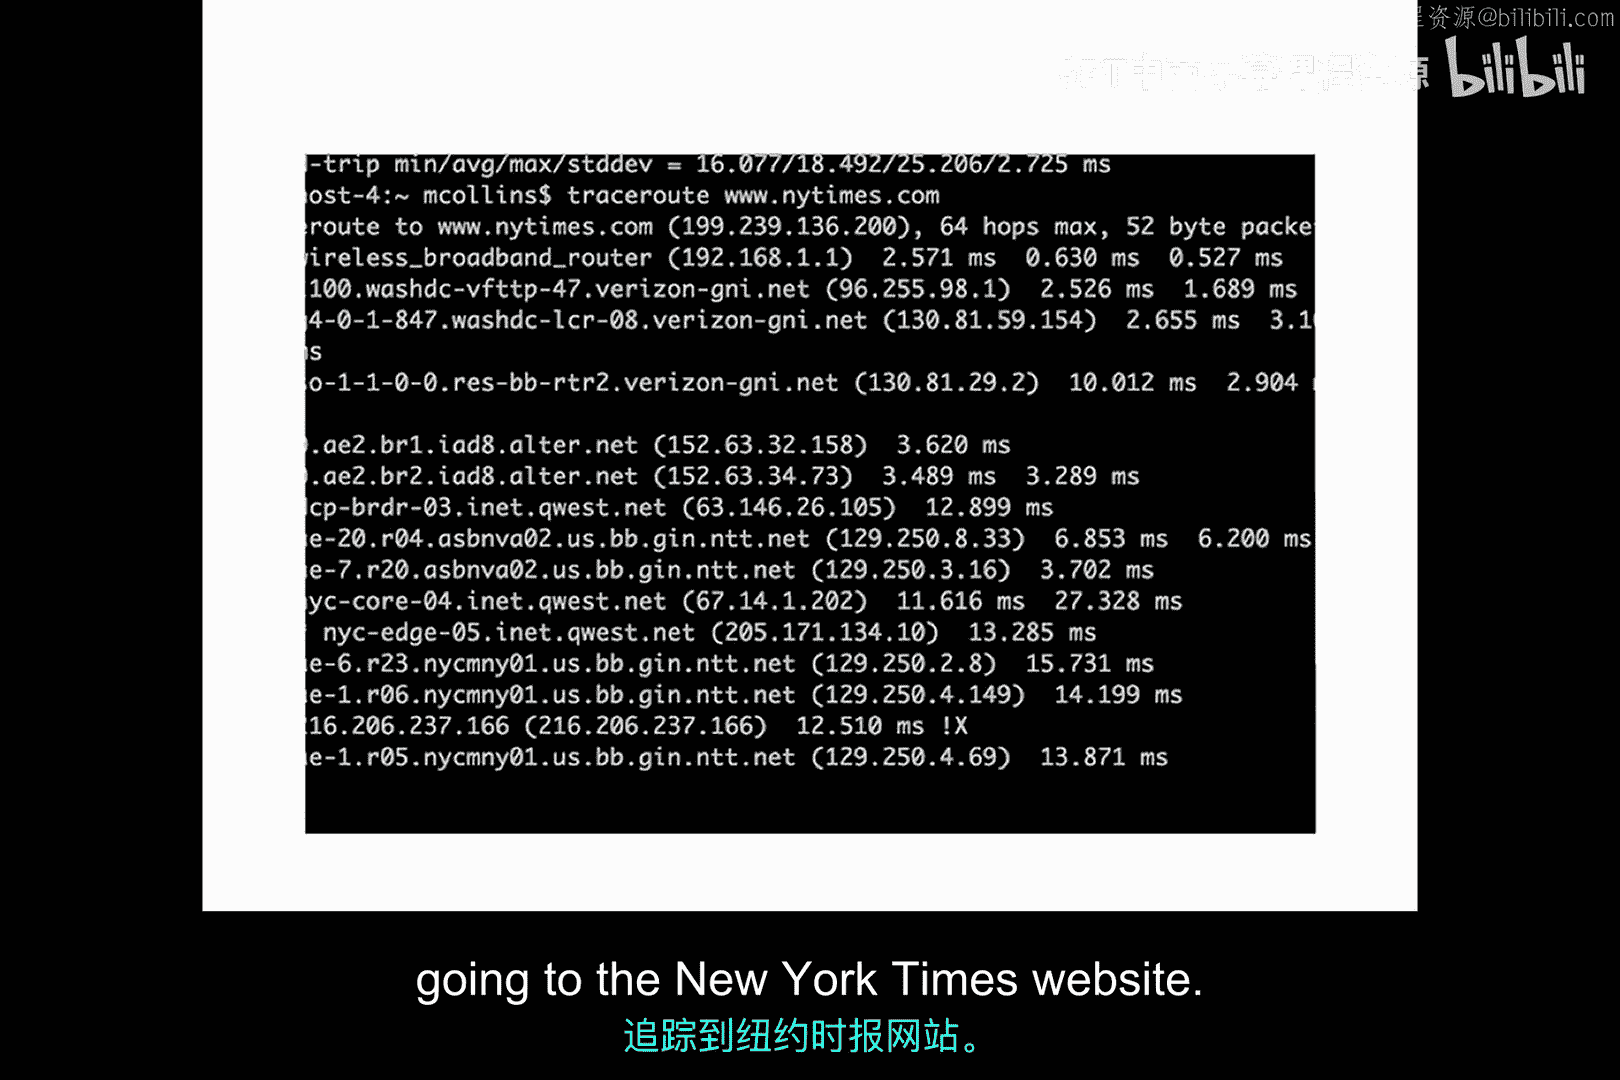 资源@bilibili.com
bilibili
-trip min/avg/max/stddev = 16.077/18.492/25.206/2.725 ms
ost-4:~ mcollins$ traceroute www.nytimes.com
route to www.nytimes.com (199.239.136.200), 64 hops max, 52 byte packe
ireless_broadband_router (192.168.1.1)  2.571 ms  0.630 ms  0.527 ms
100.washdc-vfttp-47.verizon-gni.net (96.255.98.1)  2.526 ms  1.689 ms
4-0-1-847.washdc-lcr-08.verizon-gni.net (130.81.59.154)  2.655 ms  3.1
s
o-1-1-0-0.res-bb-rtr2.verizon-gni.net (130.81.29.2)  10.012 ms  2.904
.ae2.br1.iad8.alter.net (152.63.32.158)  3.620 ms
.ae2.br2.iad8.alter.net (152.63.34.73)  3.489 ms  3.289 ms
cp-brdr-03.inet.qwest.net (63.146.26.105)  12.899 ms
e-20.r04.asbnva02.us.bb.gin.ntt.net (129.250.8.33)  6.853 ms  6.200 ms
e-7.r20.asbnva02.us.bb.gin.ntt.net (129.250.3.16)  3.702 ms
yc-core-04.inet.qwest.net (67.14.1.202)  11.616 ms  27.328 ms
nyc-edge-05.inet.qwest.net (205.171.134.10)  13.285 ms
e-6.r23.nycmny01.us.bb.gin.ntt.net (129.250.2.8)  15.731 ms
e-1.r06.nycmny01.us.bb.gin.ntt.net (129.250.4.149)  14.199 ms
16.206.237.166 (216.206.237.166)  12.510 ms !X
e-1.r05.nycmny01.us.bb.gin.ntt.net (129.250.4.69)  13.871 ms
going to the New York Times website.
追踪到纽约时报网站。